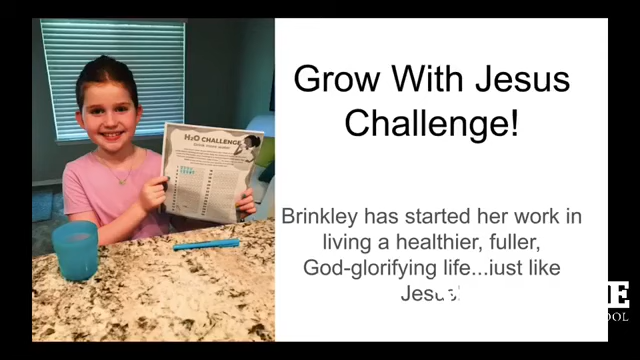 Grow With Jesus
Challenge!
H2O CHALLENGE
Brinkley has started her work in
living a healthier, fuller,
God-glorifying life...just like
Jesus!